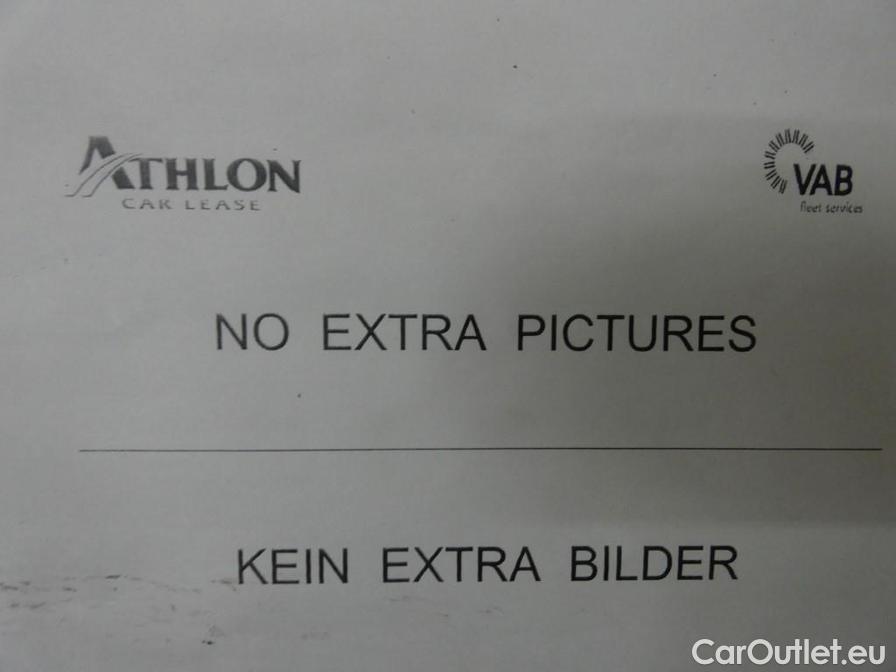 ATHLON
CAR LEASE
VAB
fleet services
NO EXTRA PICTURES
KEIN EXTRA BILDER
CarOutlet.eu